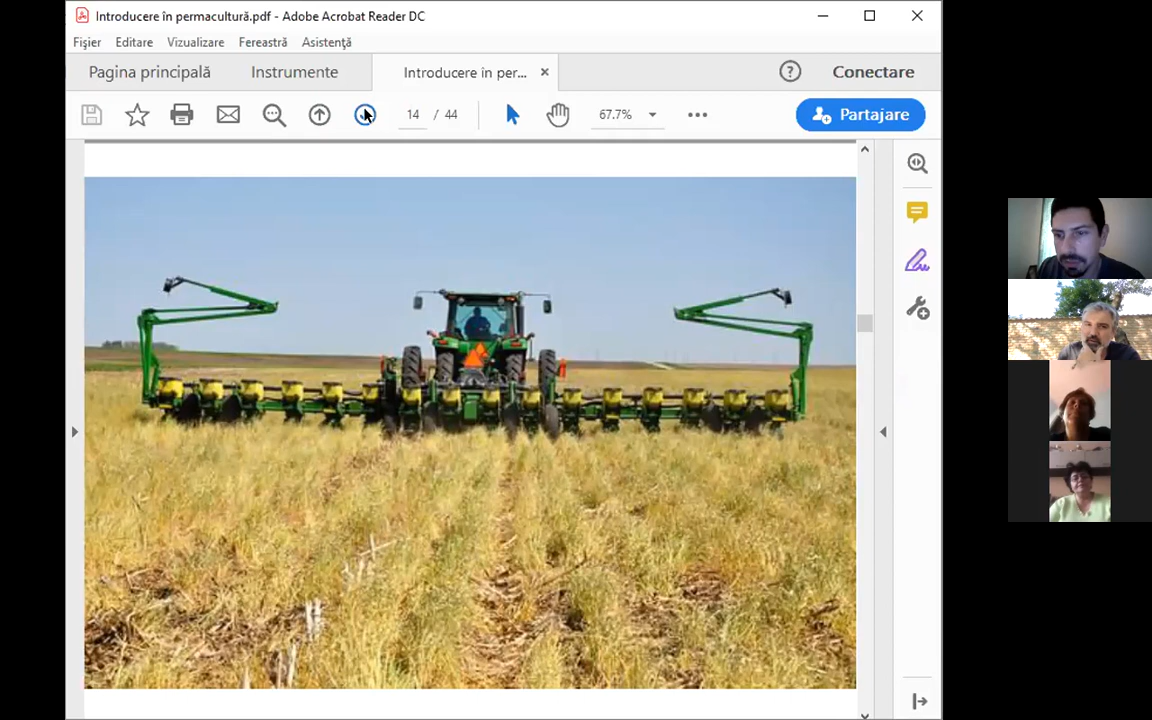 Introducere în permacultură.pdf - Adobe Acrobat Reader DC
Fișier Editare Vizualizare Fereastră Asistență
Pagina principală Instrumente Introducere în per... Conectare
14 / 44 67.7% Partajare